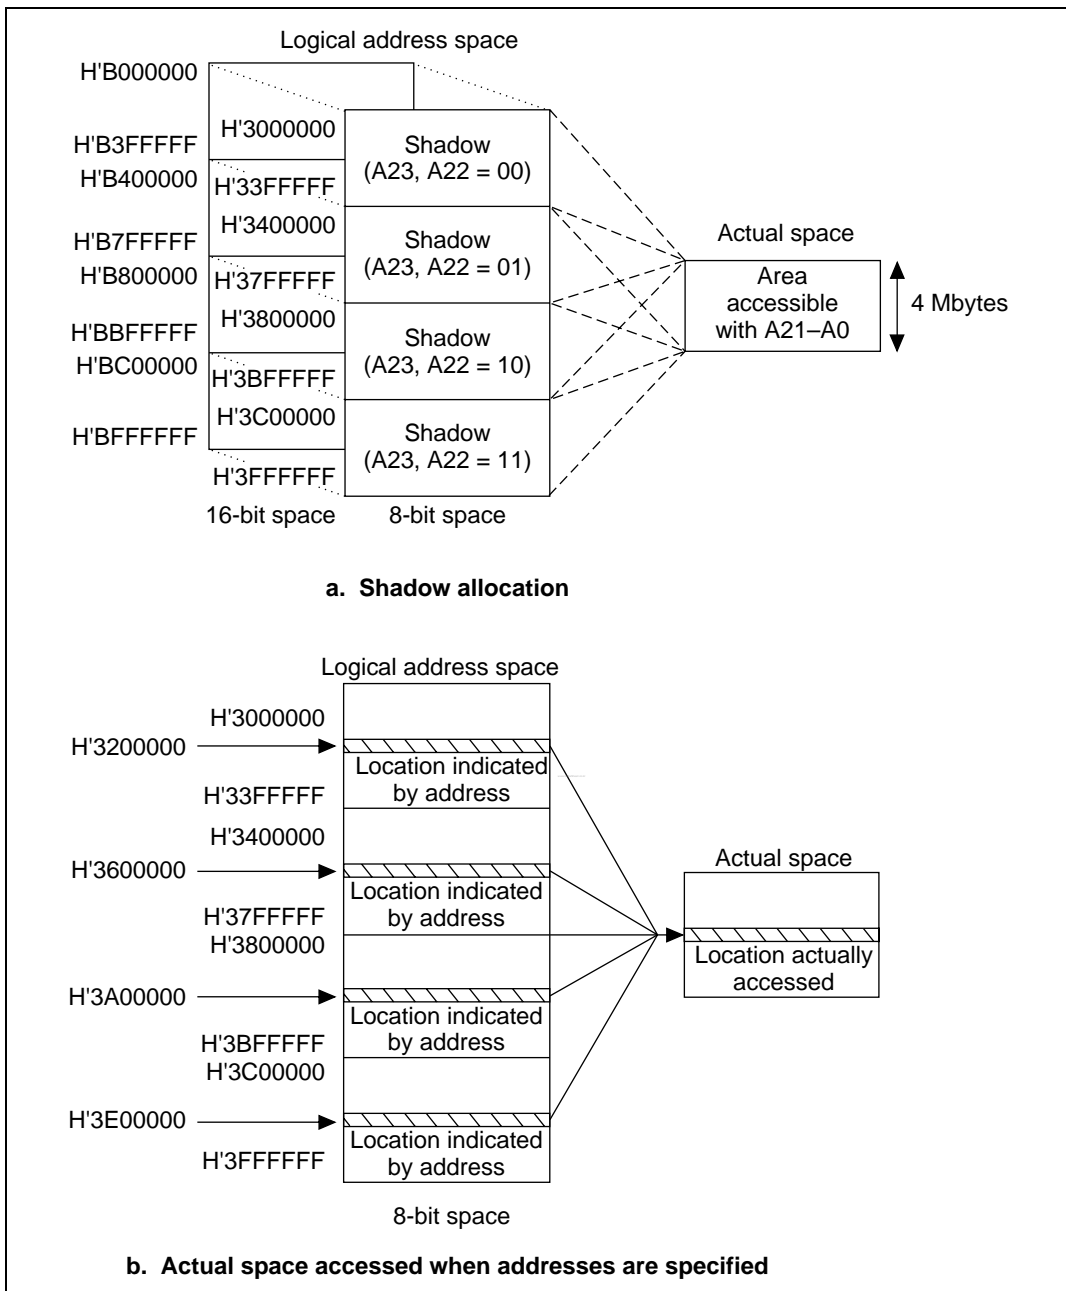 Logical address space
H'B000000
H'3000000
Shadow
(A23, A22 = 00)
H'B3FFFFF
H'B400000
H'33FFFFF
H'3400000
Shadow
(A23, A22 = 01)
H'B7FFFFF
H'B800000
H'37FFFFF
H'3800000
Shadow
(A23, A22 = 10)
H'BBFFFFF
H'BC00000
H'3BFFFFF
H'3C00000
Shadow
(A23, A22 = 11)
H'BFFFFFF
H'3FFFFFF
16-bit space
8-bit space
Actual space
Area
accessible
with A21–A0
4 Mbytes
a. Shadow allocation
Logical address space
H'3000000
H'3200000
Location indicated
by address
H'33FFFFF
H'3400000
H'3600000
Location indicated
by address
H'37FFFFF
H'3800000
H'3A00000
Location indicated
by address
H'3BFFFFF
H'3C00000
H'3E00000
Location indicated
by address
H'3FFFFFF
8-bit space
Actual space
Location actually
accessed
b. Actual space accessed when addresses are specified